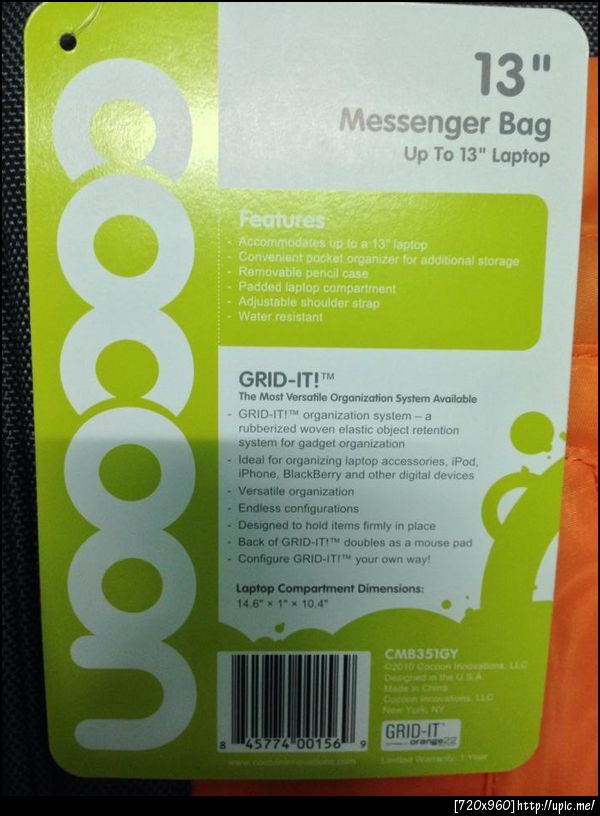 cocoon
13"
Messenger Bag
Up To 13" Laptop
Features
- Accommodates up to a 13" laptop
- Convenient pocket organizer for additional storage
- Removable pencil case
- Padded laptop compartment
- Adjustable shoulder strap
- Water resistant
GRID-IT!™
The Most Versatile Organization System Available
- GRID-IT!™ organization system – a
rubberized woven elastic object retention
system for gadget organization
- Ideal for organizing laptop accessories, iPod,
iPhone, BlackBerry and other digital devices
- Versatile organization
- Endless configurations
- Designed to hold items firmly in place
- Back of GRID-IT!™ doubles as a mouse pad
- Configure GRID-IT!™ your own way!
Laptop Compartment Dimensions:
14.6" × 1" × 10.4"
CMB351GY
©2010 Cocoon Innovations, LLC
Designed in the U.S.A.
Made in China
Cocoon Innovations, LLC
New York, NY
GRID-IT™
orange22
8 45774 00156 9
www.cocooninnovations.com
Limited Warranty: 1 Year
[720x960]http://upic.me/